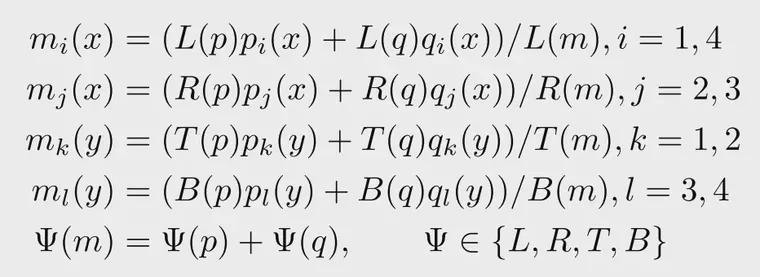 m_i(x) = (L(p)p_i(x) + L(q)q_i(x))/L(m), i = 1, 4
m_j(x) = (R(p)p_j(x) + R(q)q_j(x))/R(m), j = 2, 3
m_k(y) = (T(p)p_k(y) + T(q)q_k(y))/T(m), k = 1, 2
m_l(y) = (B(p)p_l(y) + B(q)q_l(y))/B(m), l = 3, 4
Ψ(m) = Ψ(p) + Ψ(q), Ψ ∈ {L, R, T, B}